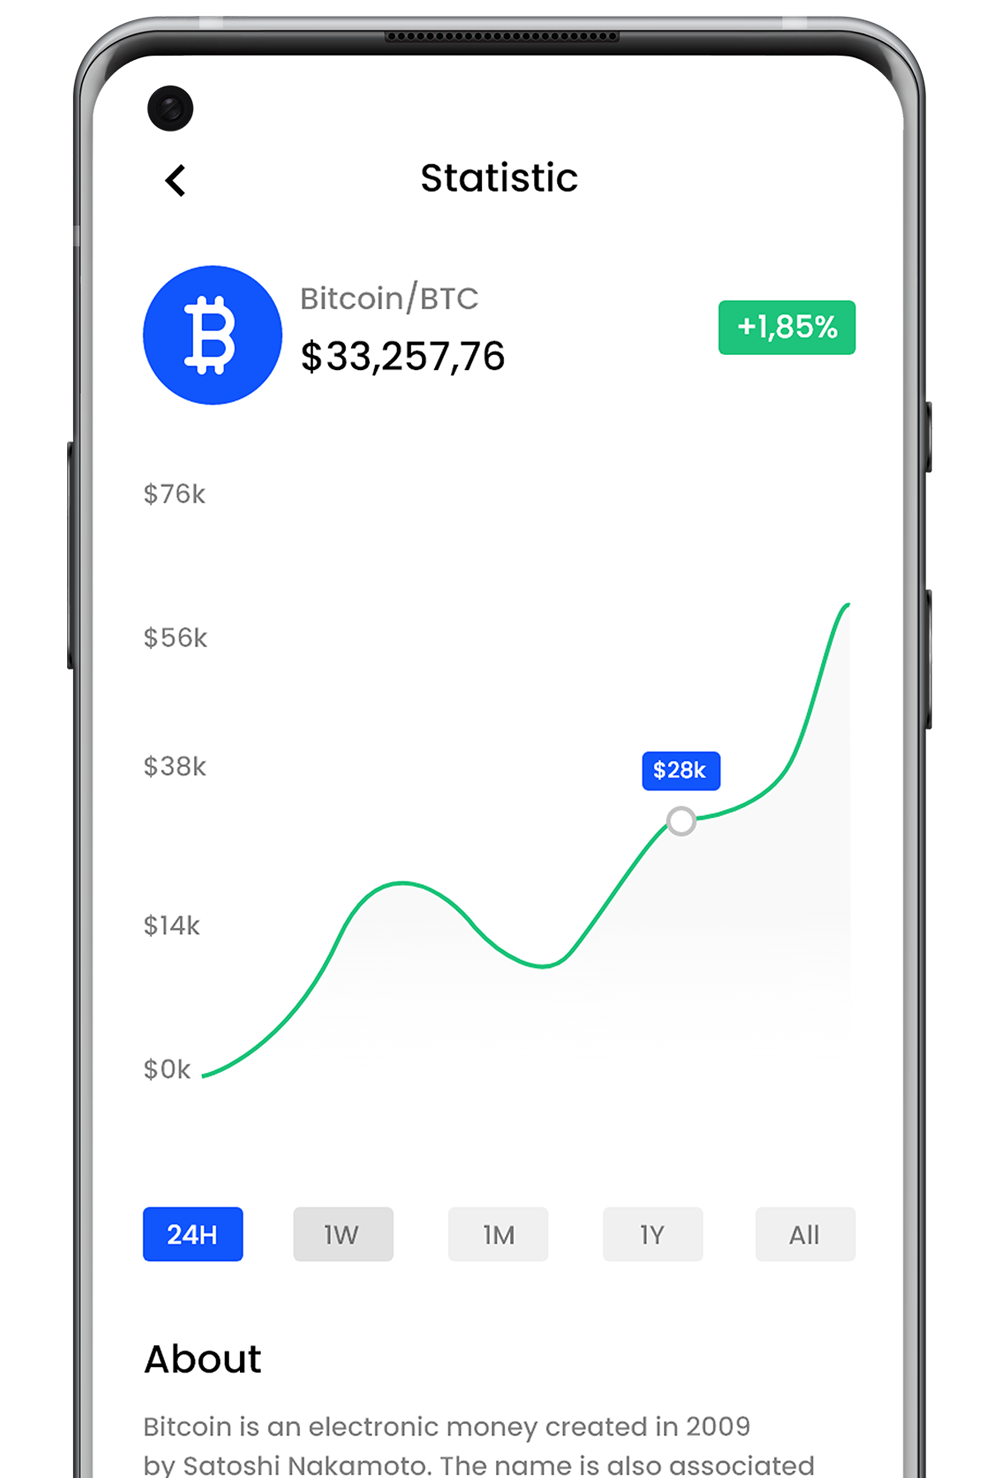 Statistic
Bitcoin/BTC
$33,257,76
+1,85%
$76k
$56k
$38k
$28k
$14k
$0k
24H
1W
1M
1Y
All
About
Bitcoin is an electronic money created in 2009
by Satoshi Nakamoto. The name is also associated